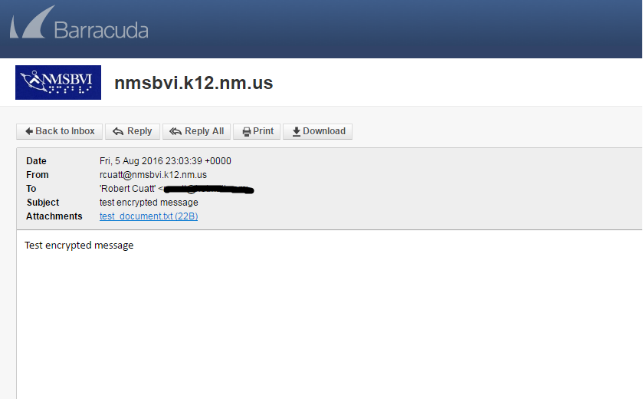 Barracuda
NMSBVI nmsbvi.k12.nm.us
Back to Inbox Reply Reply All Print Download
Date Fri, 5 Aug 2016 23:03:39 +0000
From rcuatt@nmsbvi.k12.nm.us
To 'Robert Cuatt' <
Subject test encrypted message
Attachments test_document.txt (22B)
Test encrypted message